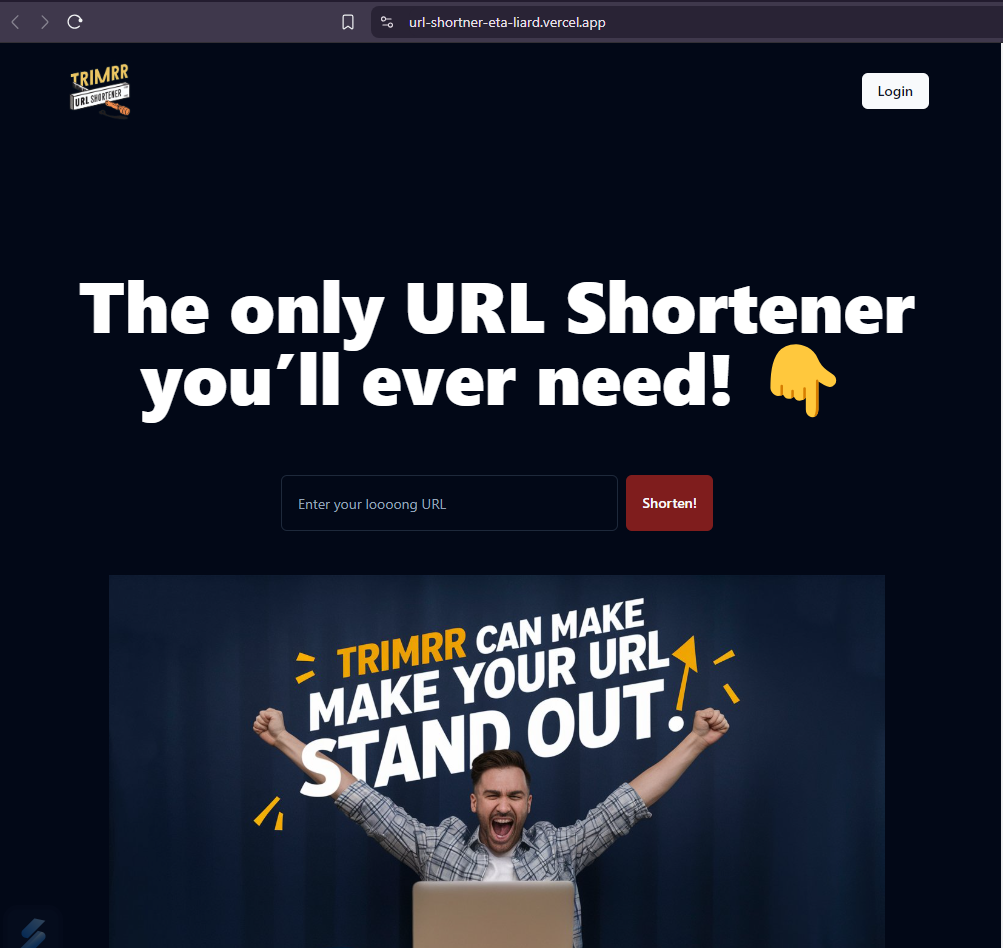 url-shortner-eta-liard.vercel.app
TRIMRR
URL SHORTENER
Login
The only URL Shortener
you’ll ever need! 👇
Enter your loooong URL
Shorten!
TRIMRR CAN MAKE
MAKE YOUR URL
STAND OUT.